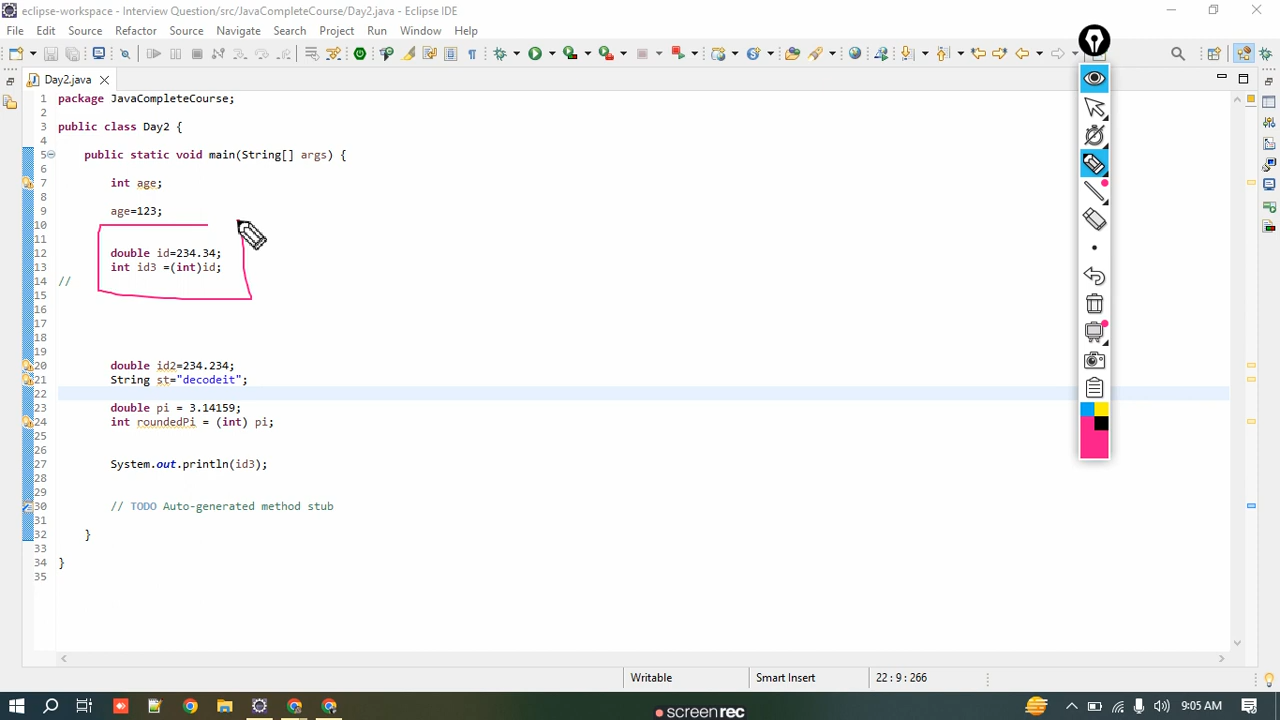 eclipse-workspace - Interview Question/src/JavaCompleteCourse/Day2.java - Eclipse IDE
File Edit Source Refactor Source Navigate Search Project Run Window Help
Day2.java
1 package JavaCompleteCourse;
2
3 public class Day2 {
4
5 public static void main(String[] args) {
6
7 int age;
8
9 age=123;
10
11
12 double id=234.34;
13 int id3 =(int)id;
14 //
15
16
17
18
19
20 double id2=234.234;
21 String st="decodeit";
22
23 double pi = 3.14159;
24 int roundedPi = (int) pi;
25
26
27 System.out.println(id3);
28
29
30 // TODO Auto-generated method stub
31
32 }
33
34 }
35
Writable Smart Insert 22 : 9 : 266
9:05 AM
screenrec